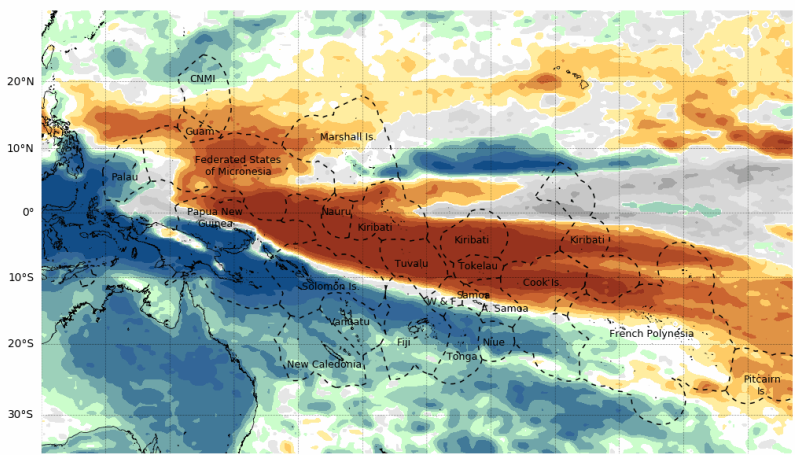 20°N
CNMI
Guam
Marshall Is.
10°N
Federated States
of Micronesia
Palau
0°
Papua New
Guinea
Nauru
Kiribati
Kiribati
Kiribati
Tuvalu
Tokelau
10°S
Solomon Is.
Cook Is.
Samoa
W & F
A. Samoa
Vanuatu
French Polynesia
20°S
Fiji
Niue
Tonga
New Caledonia
Pitcairn
Is.
30°S